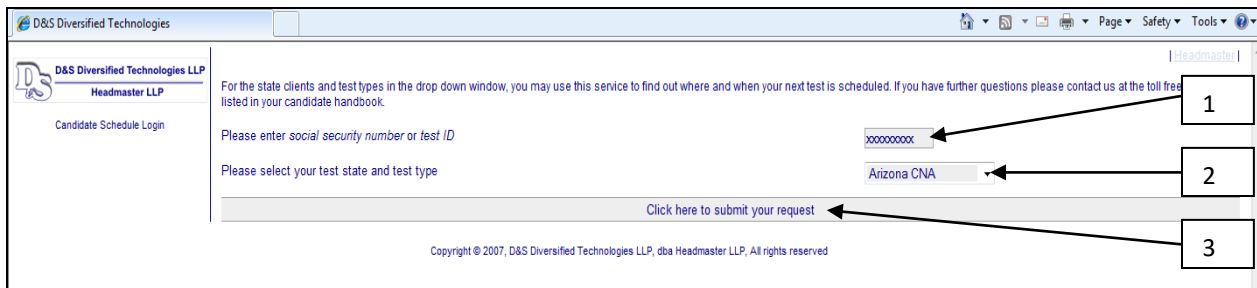 D&S Diversified Technologies
Page Safety Tools
D&S Diversified Technologies LLP
Headmaster LLP
Candidate Schedule Login
| Headmaster |
For the state clients and test types in the drop down window, you may use this service to find out where and when your next test is scheduled. If you have further questions please contact us at the toll free
listed in your candidate handbook.
Please enter social security number or test ID
xxxxxxxxx
Please select your test state and test type
Arizona CNA
Click here to submit your request
Copyright © 2007, D&S Diversified Technologies LLP, dba Headmaster LLP, All rights reserved
1
2
3